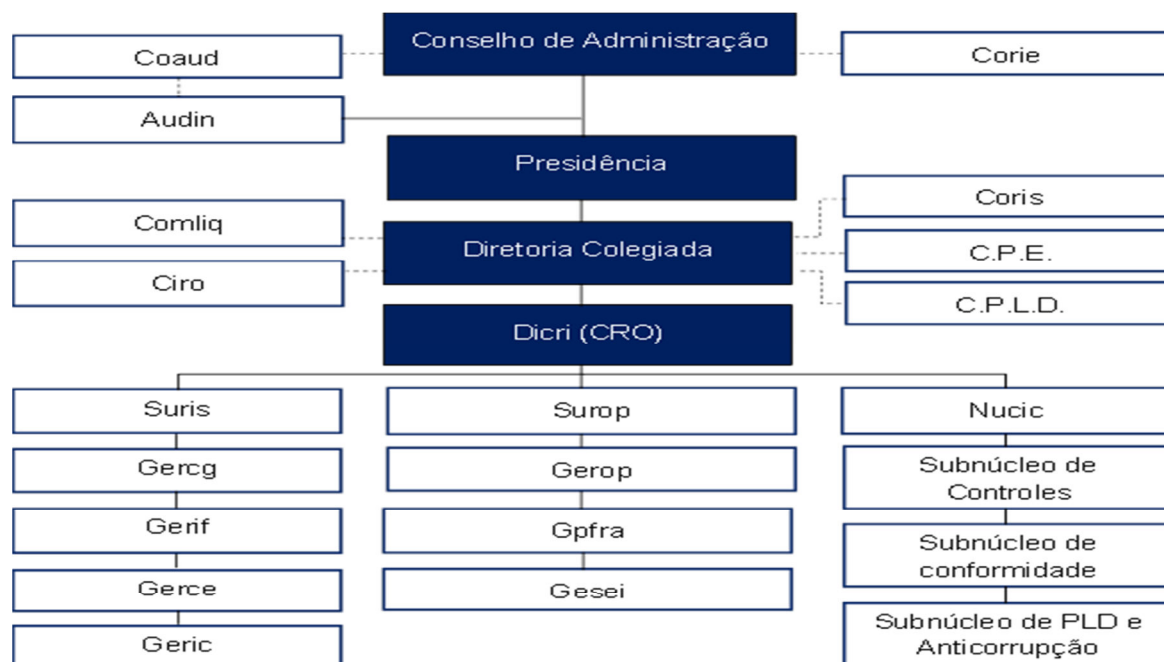 Conselho de Administração
Coaud
Corie
Audin
Presidência
Comliq
Coris
Diretoria Colegiada
Ciro
C.P.E.
C.P.L.D.
Dicri (CRO)
Suris
Surop
Nucic
Gercg
Gerop
Subnúcleo de
Controles
Gerif
Gpfra
Subnúcleo de
conformidade
Gerce
Gesei
Geric
Subnúcleo de PLD e
Anticorrupção